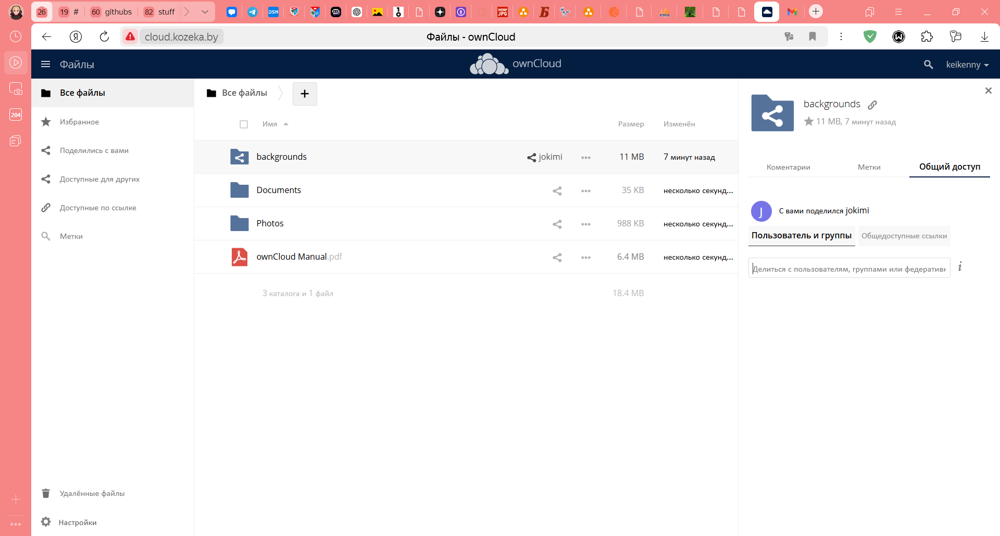 26
19 #
60 githubs
82 stuff
cloud.kozeka.by
Файлы - ownCloud
204
Файлы
ownCloud
keikenny
Все файлы
Избранное
Поделились с вами
Доступные для других
Доступные по ссылке
Метки
Удалённые файлы
Настройки
Все файлы
+
Имя
Размер
Изменён
backgrounds
jokimi
11 MB
7 минут назад
Documents
35 KB
несколько секунд...
Photos
988 KB
несколько секунд...
ownCloud Manual.pdf
6.4 MB
несколько секунд...
3 каталога и 1 файл
18.4 MB
backgrounds
11 MB, 7 минут назад
Коментарии
Метки
Общий доступ
J
С вами поделился jokimi
Пользователь и группы
Общедоступные ссылки
Делиться с пользователям, группами или федеративн
i